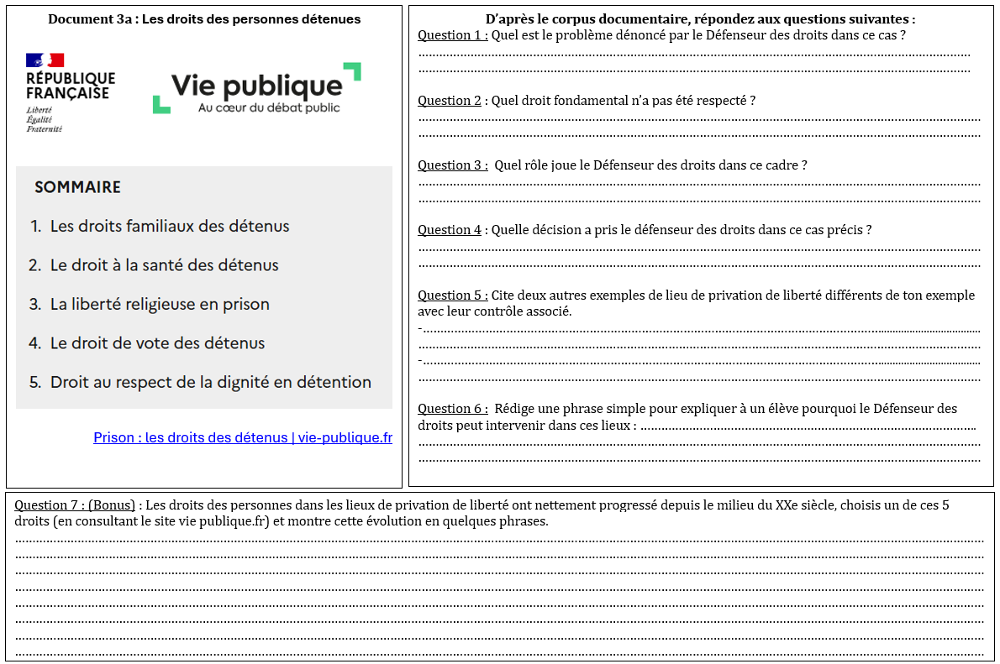 Document 3a : Les droits des personnes détenues
RÉPUBLIQUE
FRANÇAISE
Liberté
Égalité
Fraternité
Vie publique
Au cœur du débat public
SOMMAIRE
1. Les droits familiaux des détenus
2. Le droit à la santé des détenus
3. La liberté religieuse en prison
4. Le droit de vote des détenus
5. Droit au respect de la dignité en détention
Prison : les droits des détenus | vie-publique.fr
D’après le corpus documentaire, répondez aux questions suivantes :
Question 1 : Quel est le problème dénoncé par le Défenseur des droits dans ce cas ?
Question 2 : Quel droit fondamental n’a pas été respecté ?
Question 3 : Quel rôle joue le Défenseur des droits dans ce cadre ?
Question 4 : Quelle décision a pris le défenseur des droits dans ce cas précis ?
Question 5 : Cite deux autres exemples de lieu de privation de liberté différents de ton exemple
avec leur contrôle associé.
-
-
Question 6 : Rédige une phrase simple pour expliquer à un élève pourquoi le Défenseur des
droits peut intervenir dans ces lieux :
Question 7 : (Bonus) : Les droits des personnes dans les lieux de privation de liberté ont nettement progressé depuis le milieu du XXe siècle, choisis un de ces 5
droits (en consultant le site vie publique.fr) et montre cette évolution en quelques phrases.